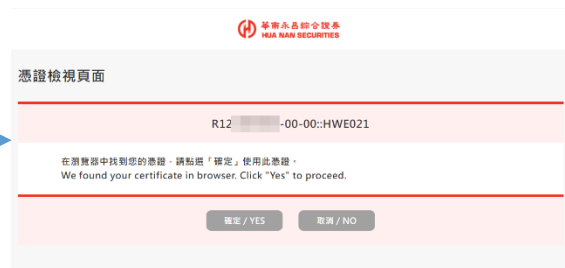 華南永昌綜合證券
HUA NAN SECURITIES
憑證檢視頁面
R12 -00-00::HWE021
在瀏覽器中找到您的憑證,請點選「確定」使用此憑證。
We found your certificate in browser. Click "Yes" to proceed.
確定 / YES
取消 / NO